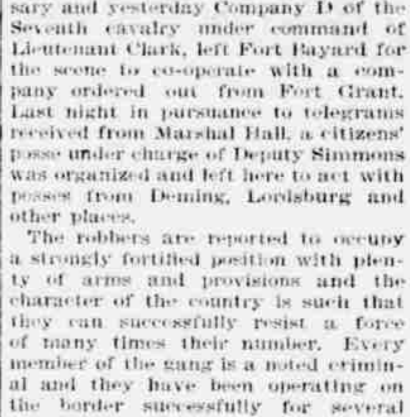 sary and yesterday Company D of the
Seventh cavalry under command of
Lieutenant Clark, left Fort Bayard for
the scene to co-operate with a com-
pany ordered out from Fort Grant.
Last night in pursuance to telegrams
received from Marshal Hall, a citizens'
posse under charge of Deputy Simmons
was organized and left here to act with
posses from Deming, Lordsburg and
other places.
The robbers are reported to occupy
a strongly fortified position with plen-
ty of arms and provisions and the
character of the country is such that
they can successfully resist a force
of many times their number. Every
member of the gang is a noted crimin-
al and they have been operating on
the border successfully for several